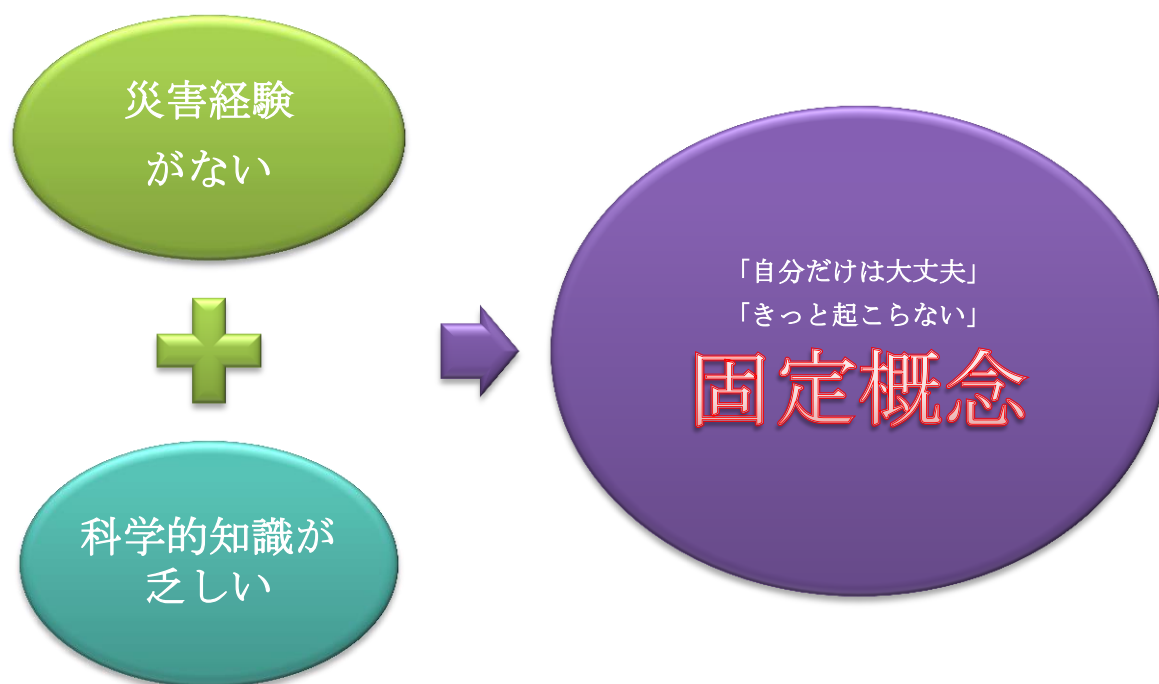 災害経験
がない
科学的知識が
乏しい
「自分だけは大丈夫」
「きっと起こらない」
固定概念